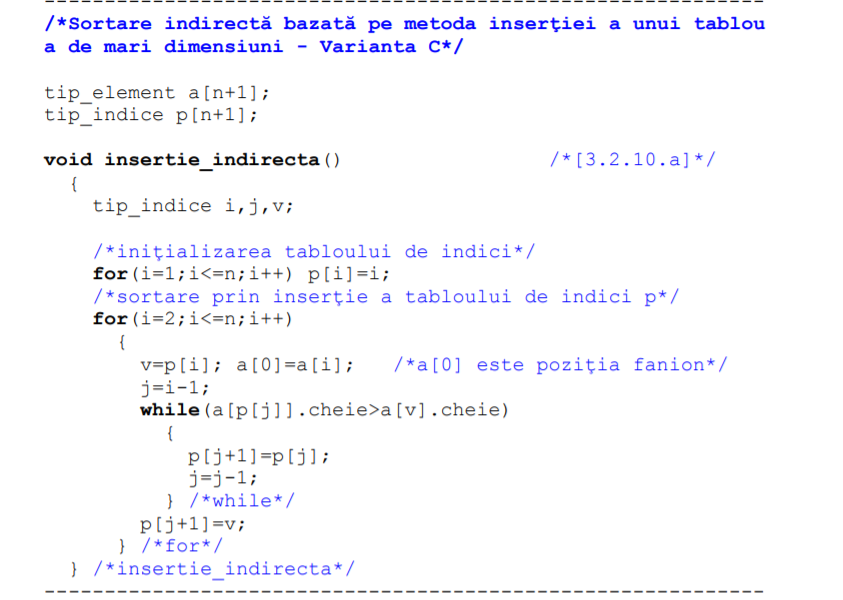 ------------------------------------------------------------
/*Sortare indirectă bazată pe metoda inserţiei a unui tablou
a de mari dimensiuni - Varianta C*/
tip_element a[n+1];
tip_indice p[n+1];
void insertie_indirecta() /*[3.2.10.a]*/
{
tip_indice i,j,v;
/*iniţializarea tabloului de indici*/
for(i=1;i<=n;i++) p[i]=i;
/*sortare prin inserţie a tabloului de indici p*/
for(i=2;i<=n;i++)
{
v=p[i]; a[0]=a[i]; /*a[0] este poziţia fanion*/
j=i-1;
while(a[p[j]].cheie>a[v].cheie)
{
p[j+1]=p[j];
j=j-1;
} /*while*/
p[j+1]=v;
} /*for*/
} /*insertie_indirecta*/
------------------------------------------------------------